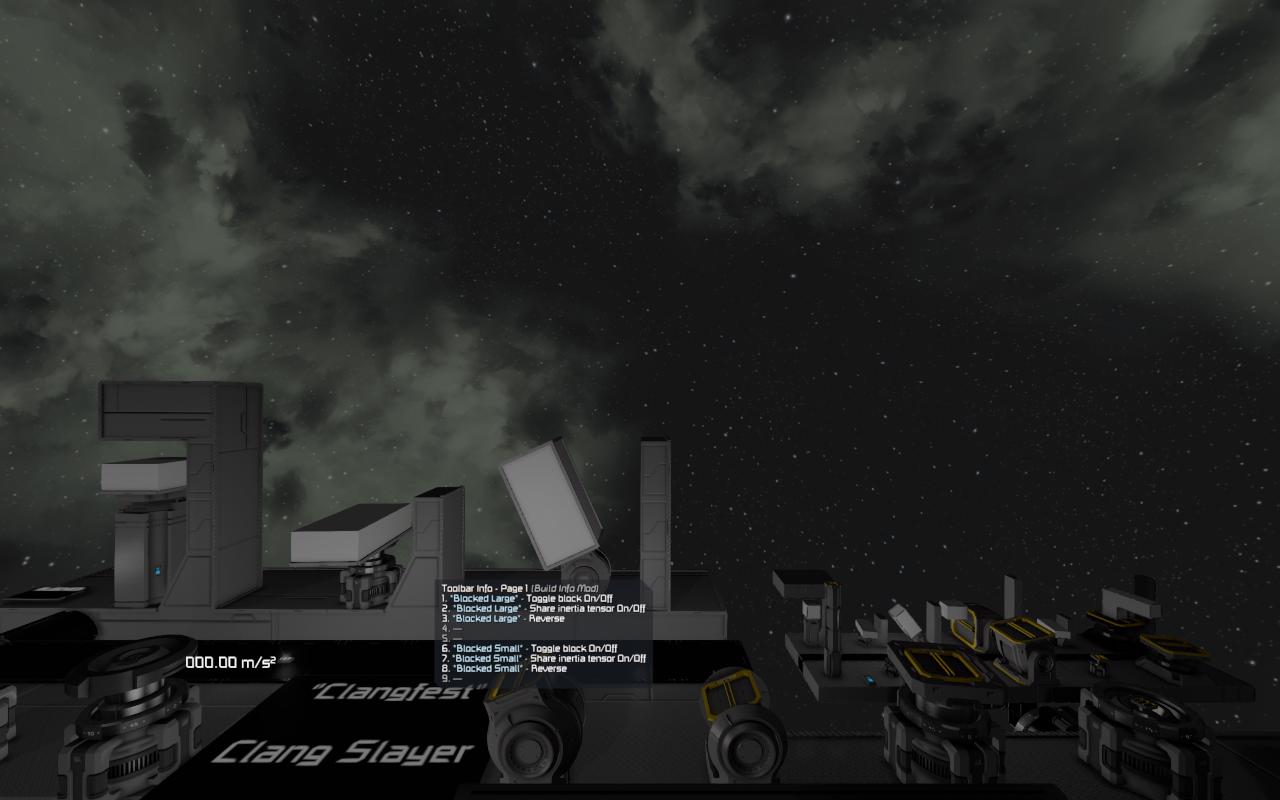 Toolbar Info - Page 1 (Build Info Mod)
1. "Blocked Large" - Toggle block On/Off
2. "Blocked Large" - Share inertia tensor On/Off
3. "Blocked Large" - Reverse
4. —
5. —
6. "Blocked Small" - Toggle block On/Off
7. "Blocked Small" - Share inertia tensor On/Off
8. "Blocked Small" - Reverse
9. —
000.00 m/s²
"Clangfest"
Clang Slayer